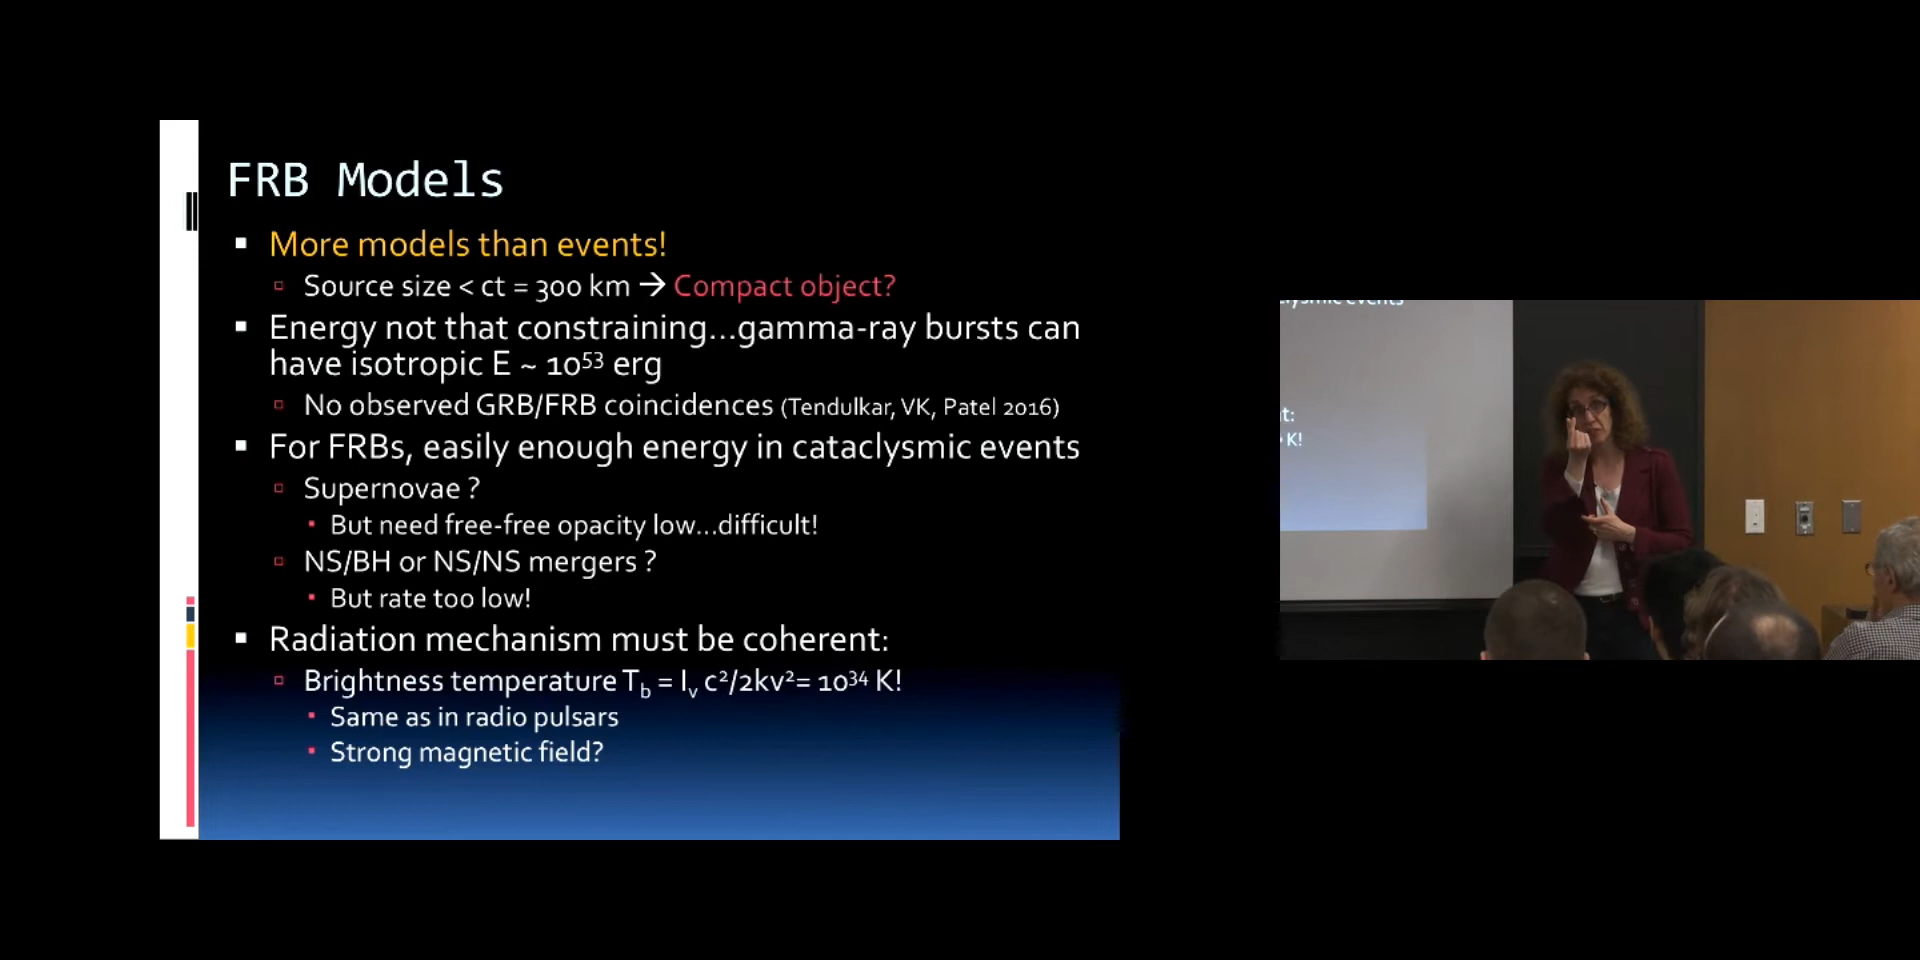 FRB Models
More models than events!
Source size < ct = 300 km → Compact object?
Energy not that constraining...gamma-ray bursts can
have isotropic E ~ 10⁵³ erg
No observed GRB/FRB coincidences (Tendulkar, VK, Patel 2016)
For FRBs, easily enough energy in cataclysmic events
Supernovae ?
But need free-free opacity low...difficult!
NS/BH or NS/NS mergers ?
But rate too low!
Radiation mechanism must be coherent:
Brightness temperature T_b = I_ν c²/2kν² = 10³⁴ K!
Same as in radio pulsars
Strong magnetic field?
events
t:
K!